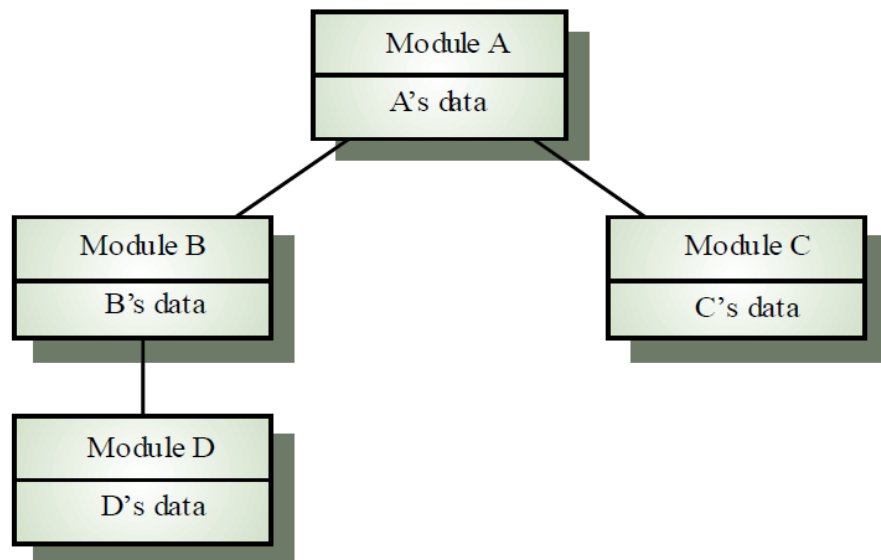 Module A
A’s data
Module B
B’s data
Module C
C’s data
Module D
D’s data